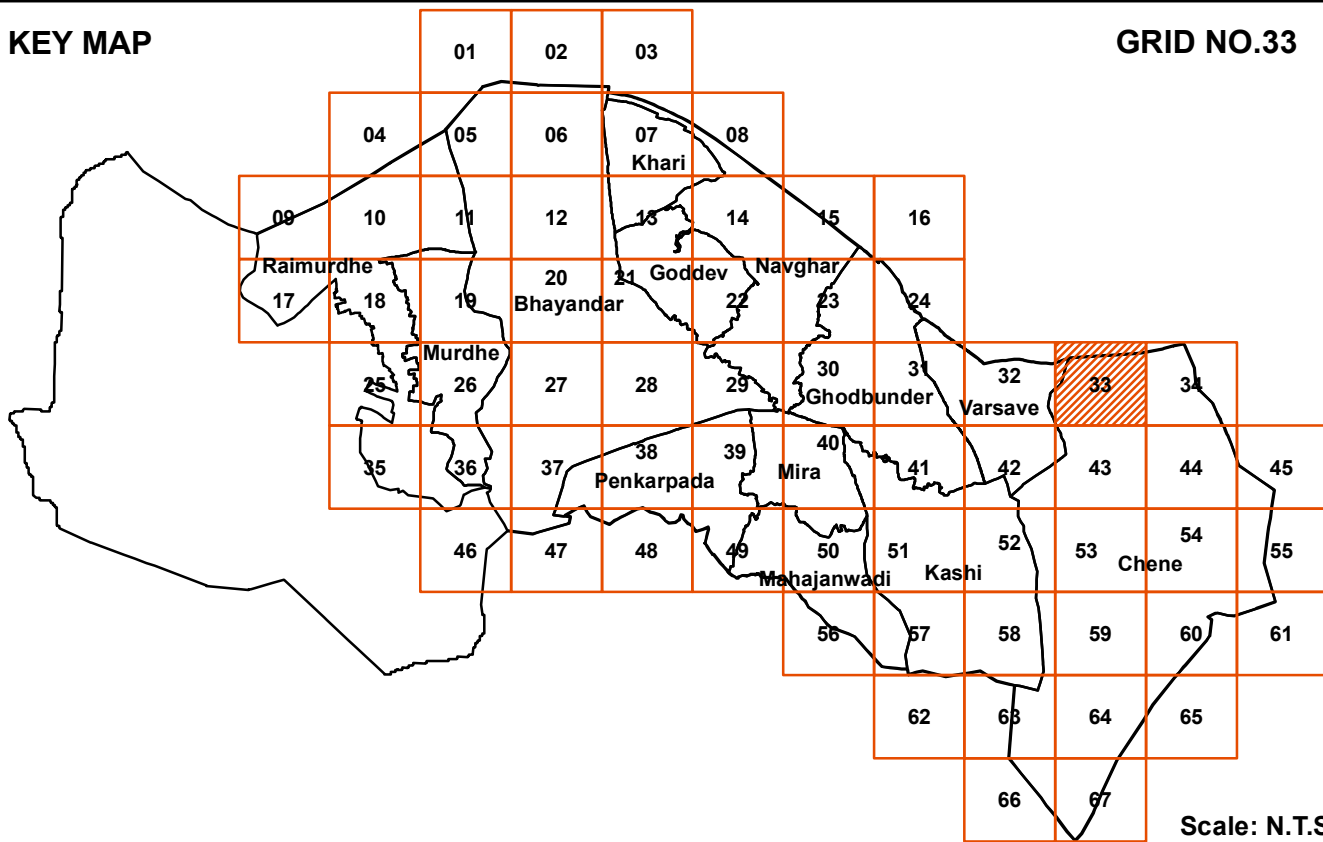 KEY MAP
GRID NO.33
01 02 03
04 05 06 07 08
Khari
09 10 11 12 13 14 15 16
Raimurdhe Goddev Navghar
17 18 19 20 21 22 23 24
Bhayandar
Murdhe
25 26 27 28 29 30 31 32 33 34
Ghodbunder Varsave
35 36 37 38 39 40 41 42 43 44 45
Penkarpada Mira
46 47 48 49 50 51 52 53 54 55
Mahajanwadi Kashi Chene
56 57 58 59 60 61
62 63 64 65
66 67
Scale: N.T.S